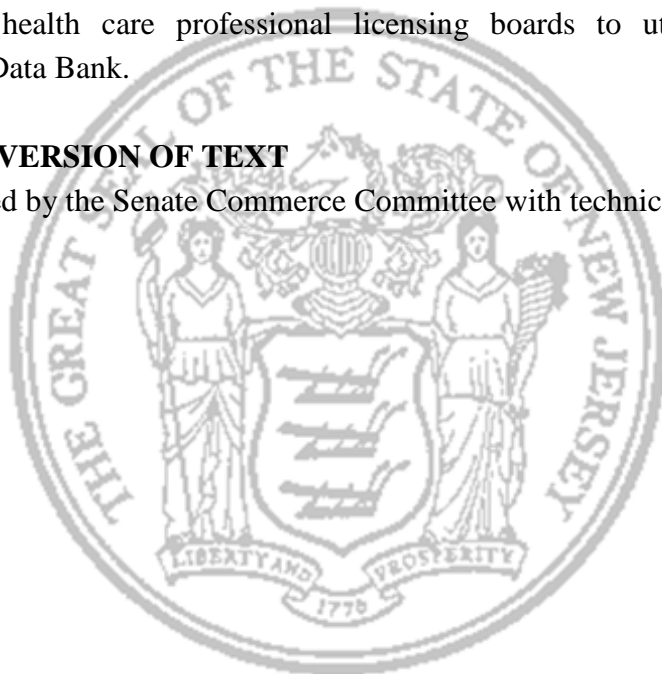 health care professional licensing boards to ut
Data Bank.
VERSION OF TEXT
ed by the Senate Commerce Committee with technic
THE GREAT SEAL OF THE STATE OF NEW JERSEY
LIBERTY AND PROSPERITY
1776